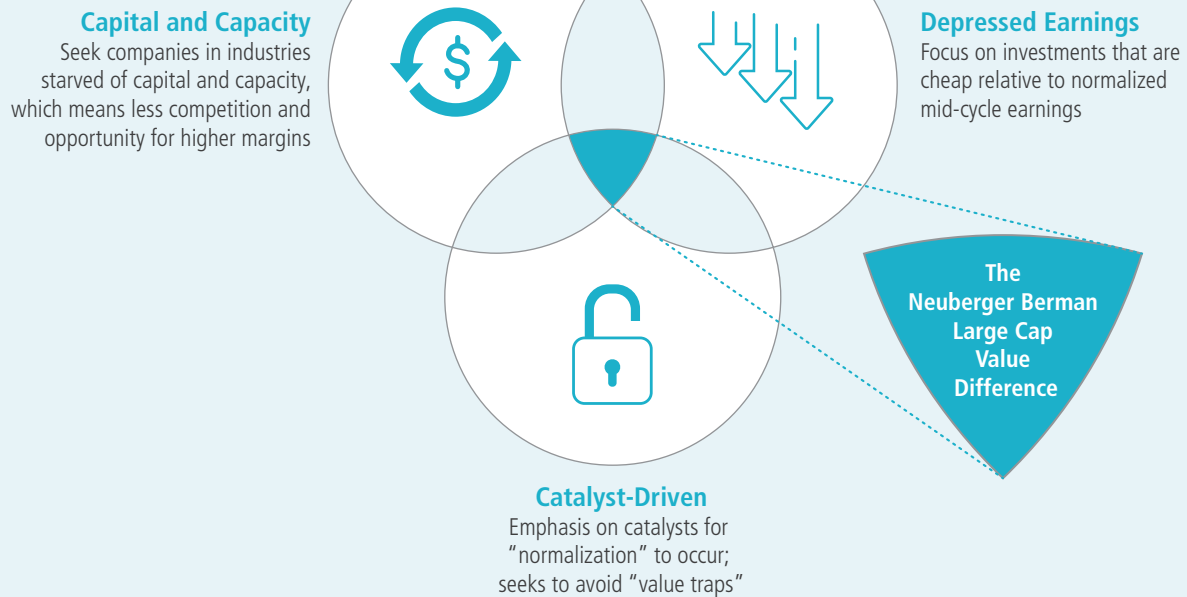 Capital and Capacity
Seek companies in industries
starved of capital and capacity,
which means less competition and
opportunity for higher margins
$
Depressed Earnings
Focus on investments that are
cheap relative to normalized
mid-cycle earnings
The
Neuberger Berman
Large Cap
Value
Difference
Catalyst-Driven
Emphasis on catalysts for
“normalization” to occur;
seeks to avoid “value traps”